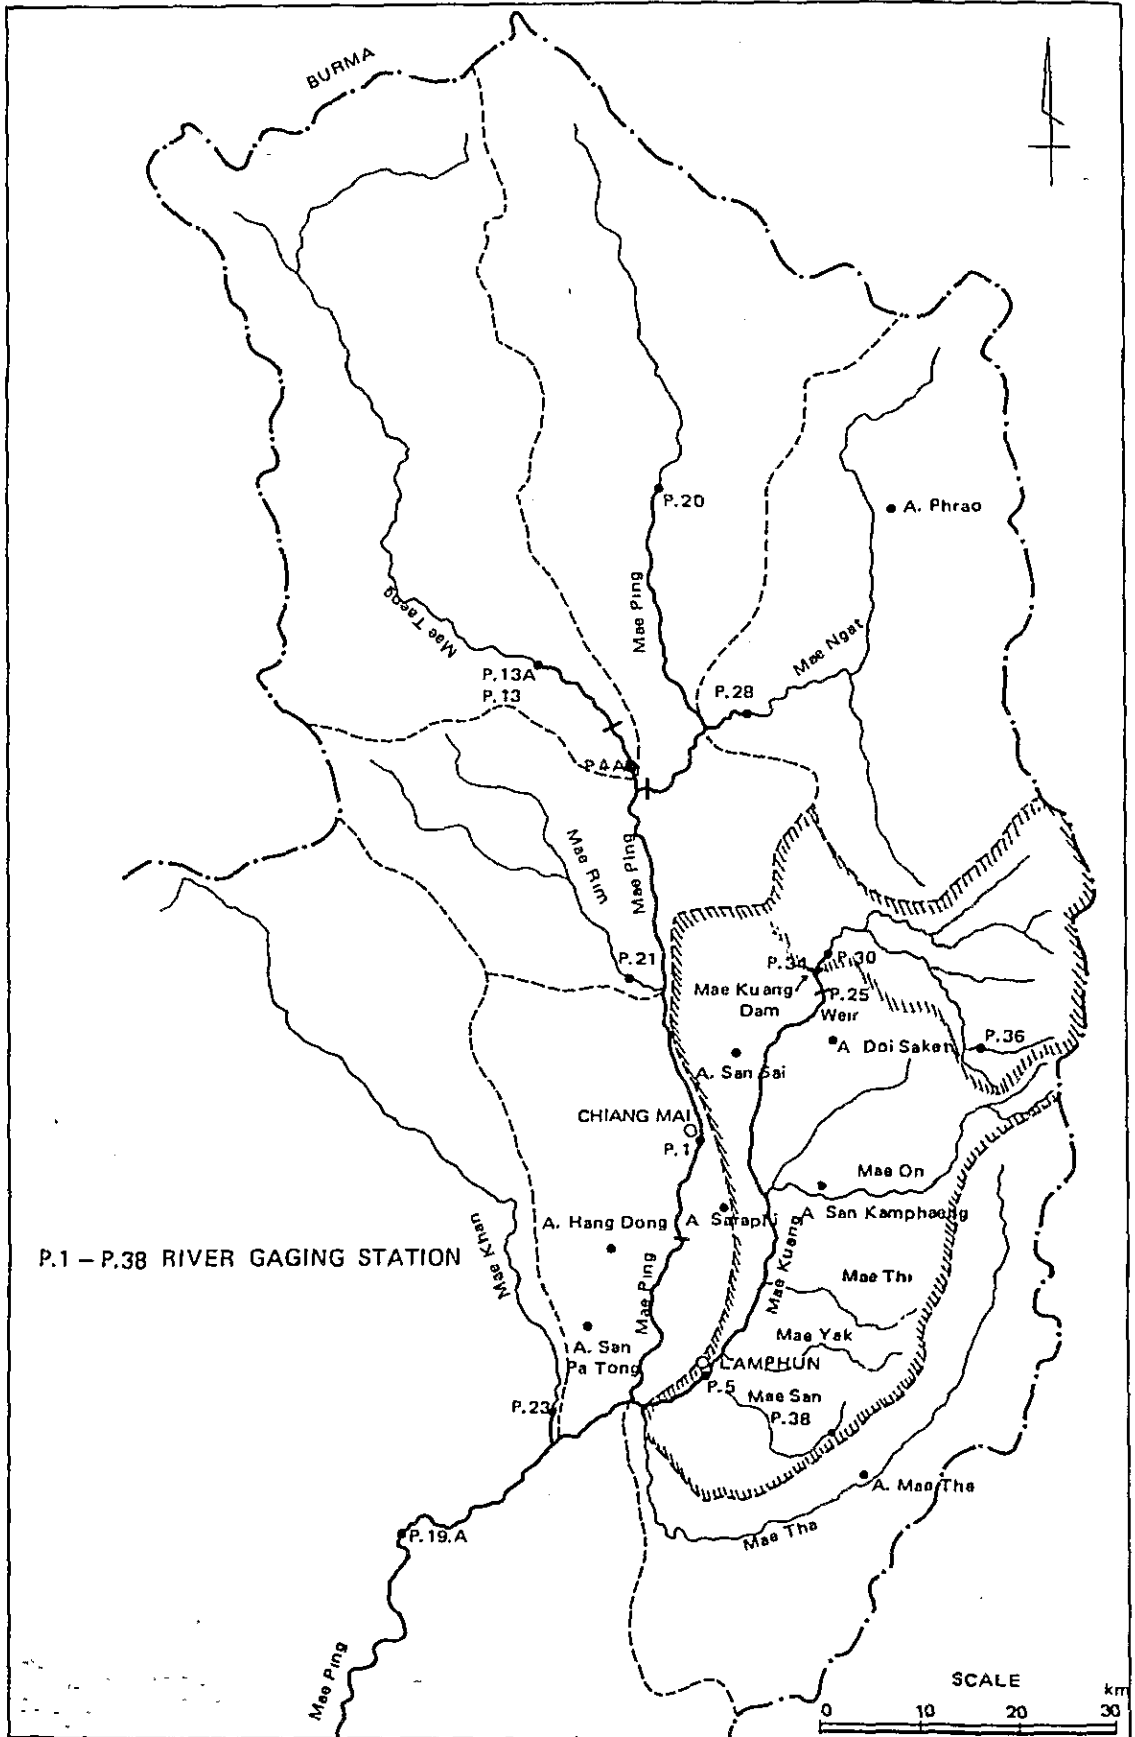 BURMA
P.20
A. Phrao
Mae Ping
Mae Taeng
Mae Ngat
P.13A
P.13
P.28
P.4A
Mae Rim
Mae Ping
P.21
P.34
P.30
Mae Kuang
Dam
P.25
Weir
A Doi Saket
P.36
A. San Sai
CHIANG MAI
P.1
Mae On
A San Kamphaeng
A. Hang Dong
A Saraphi
Mae Khan
P.1 – P.38 RIVER GAGING STATION
Mae Ping
Mae Kuang
Mae Thi
Mae Yak
A. San
Pa Tong
LAMPHUN
P.5
Mae San
P.38
P.23
A. Mae Tha
Mae Tha
P.19.A
Mae Ping
SCALE
km
0 10 20 30